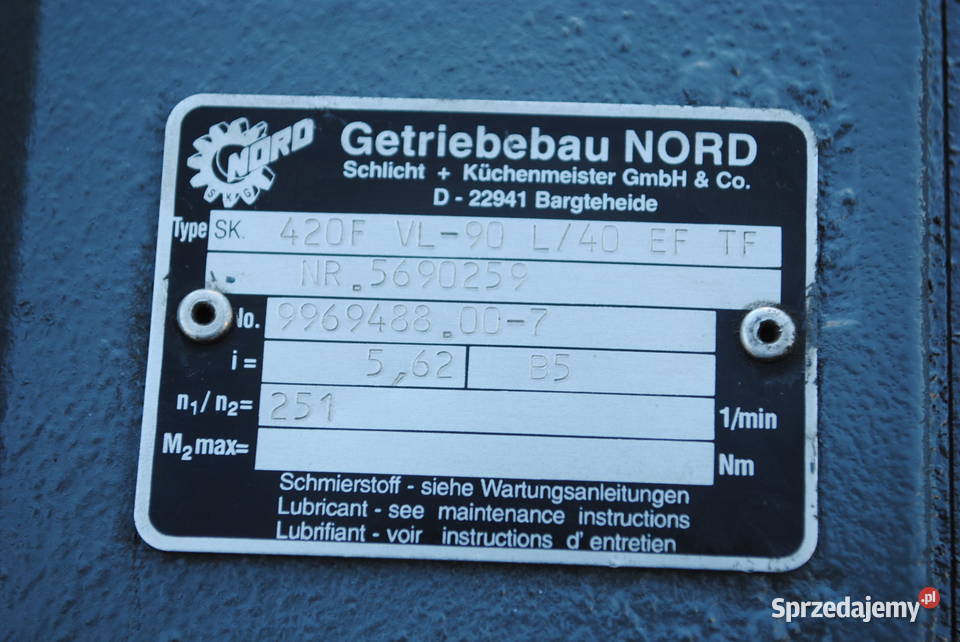 NORD
SKG
Getriebebau NORD
Schlicht + Küchenmeister GmbH & Co.
D - 22941 Bargteheide
Type SK. 420F VL-90 L/40 EF TF
- NR.5690259
No. 9969488.00-7
i = 5,62 B5
n1/n2= 251 1/min
M2max= Nm
Schmierstoff - siehe Wartungsanleitungen
Lubricant - see maintenance instructions
Lubrifiant - voir instructions d' entretien
Sprzedajemy.pl